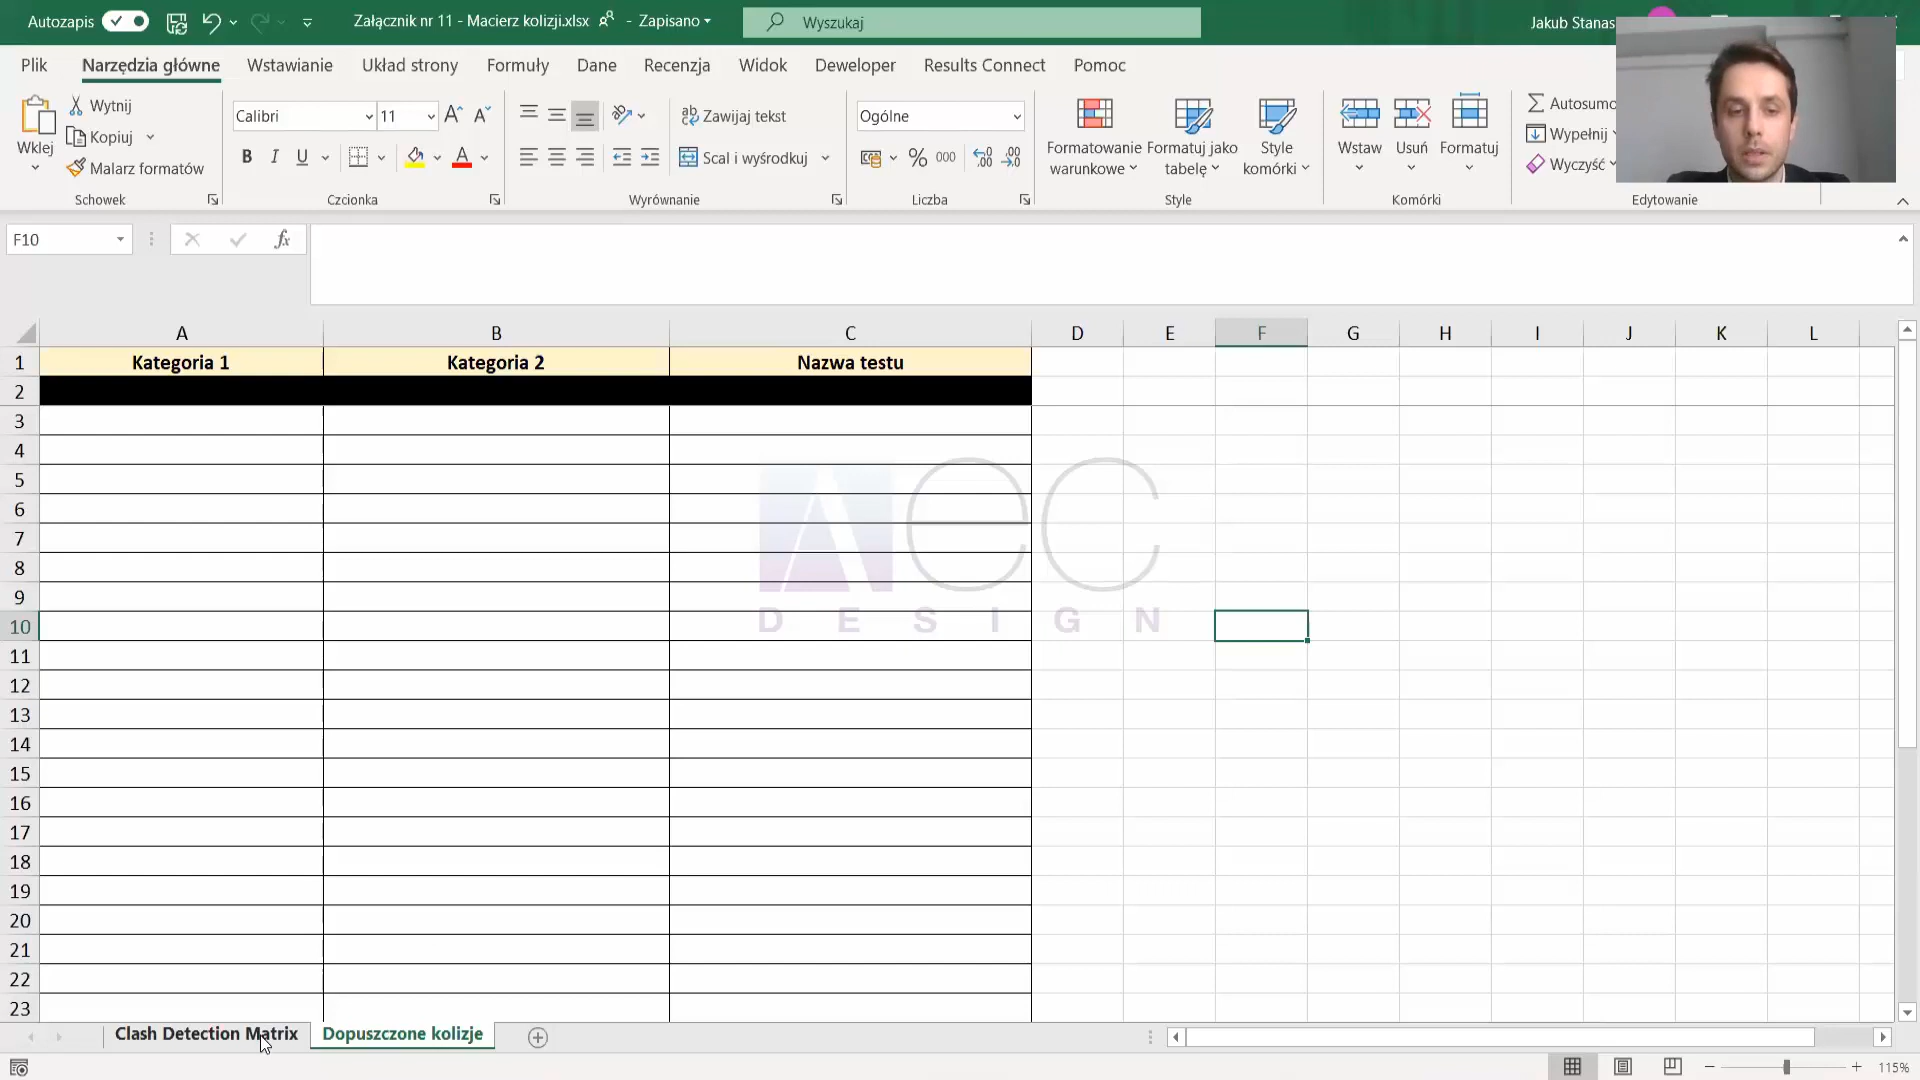 Autozapis
Załącznik nr 11 - Macierz kolizji.xlsx - Zapisano
Wyszukaj
Jakub Stanas
Plik Narzędzia główne Wstawianie Układ strony Formuły Dane Recenzja Widok Deweloper Results Connect Pomoc
Wklej
Wytnij
Kopiuj
Malarz formatów
Schowek
Calibri 11
B I U A
Czcionka
Zawijaj tekst
Scal i wyśrodkuj
Wyrównanie
Ogólne
% 000
Liczba
Formatowanie warunkowe
Formatuj jako tabelę
Style komórki
Style
Wstaw Usuń Formatuj
Komórki
Autosumo
Wypełnij
Wyczyść
Edytowanie
F10
fx
A B C D E F G H I J K L
1 Kategoria 1 Kategoria 2 Nazwa testu
2
3
4
5
6
7
8
9
10
11
12
13
14
15
16
17
18
19
20
21
22
23
AEC
DESIGN
Clash Detection Matrix Dopuszczone kolizje
115%